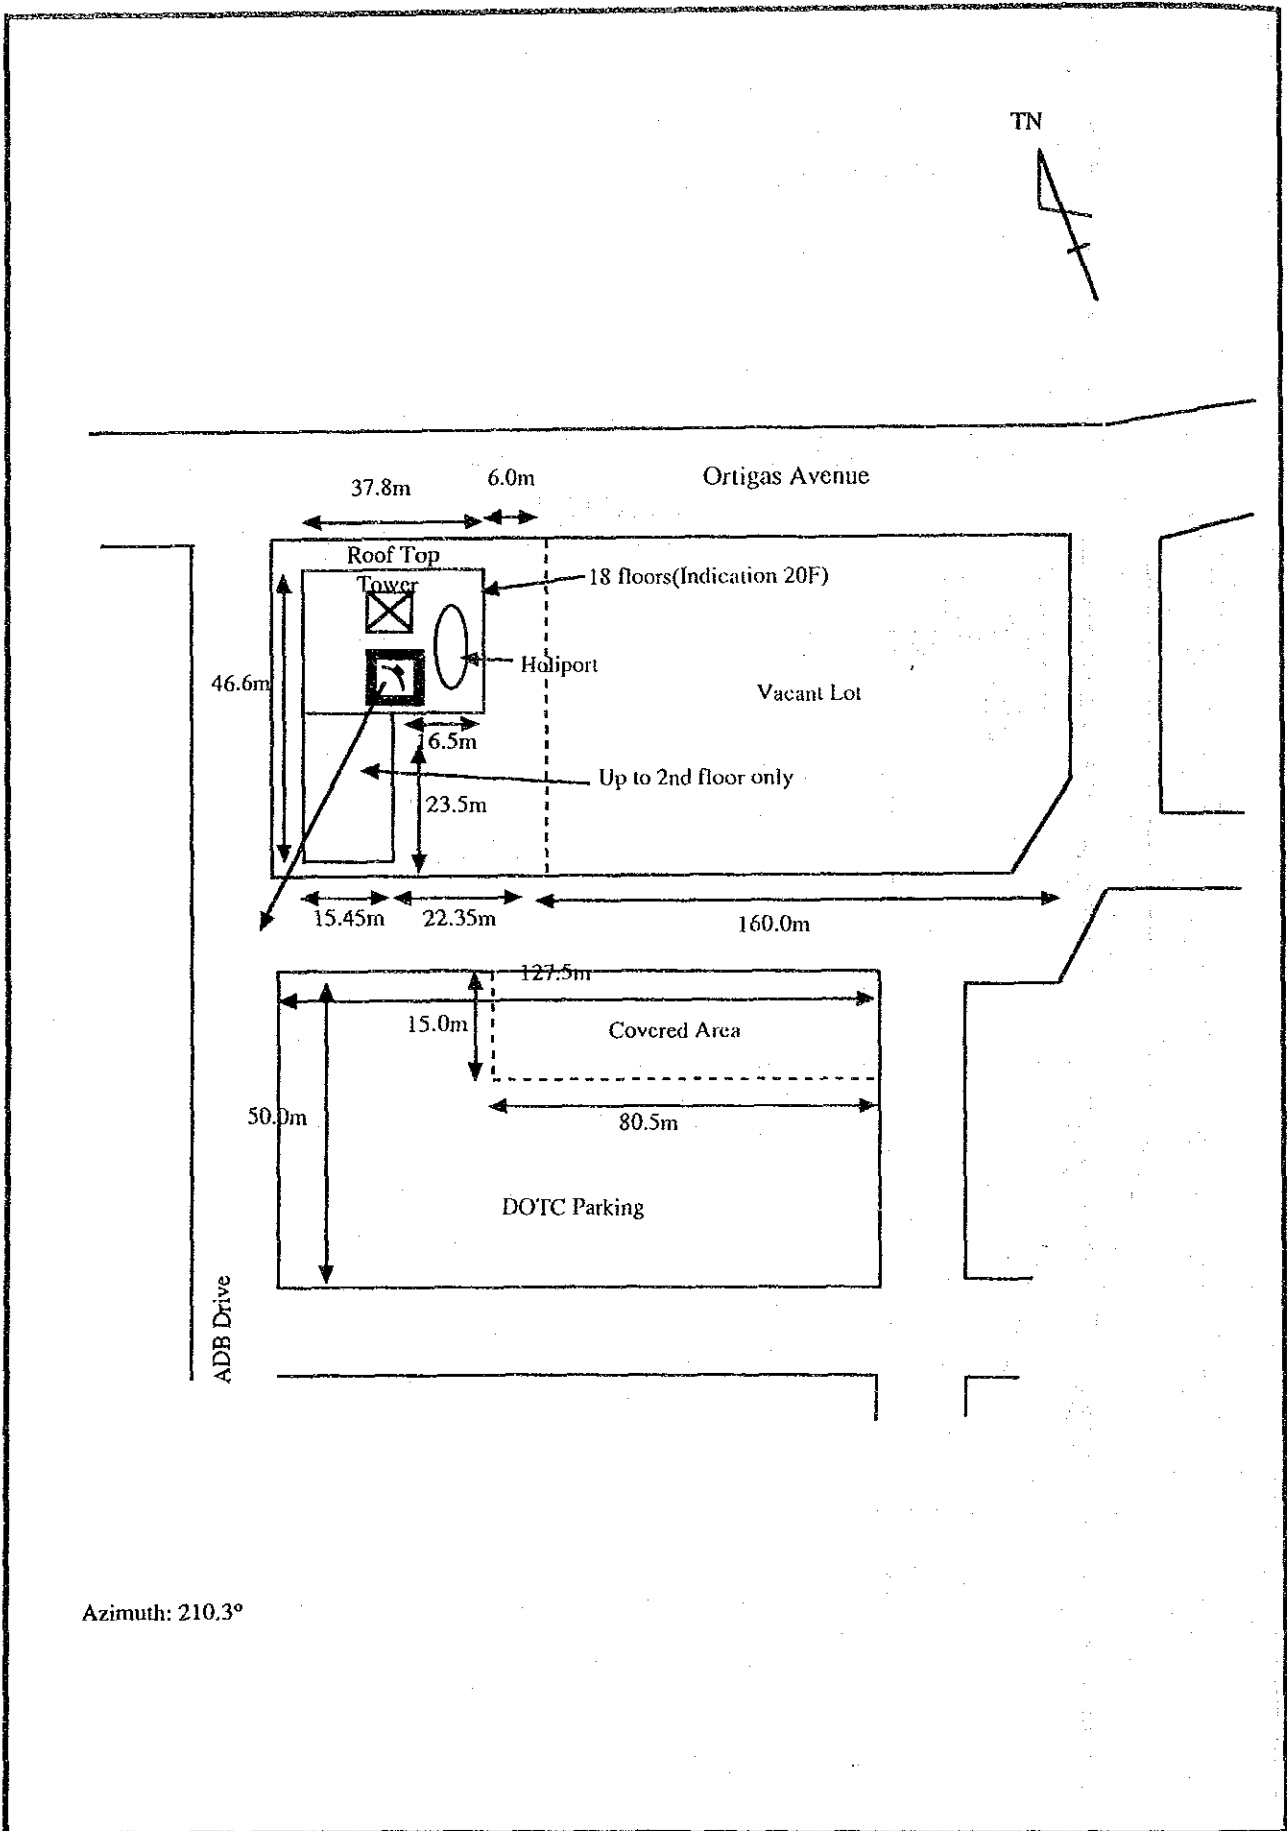 TN
Ortigas Avenue
37.8m
6.0m
Roof Top
Tower
18 floors(Indication 20F)
Holiport
46.6m
Vacant Lot
16.5m
Up to 2nd floor only
23.5m
15.45m
22.35m
160.0m
127.5m
15.0m
Covered Area
50.0m
80.5m
DOTC Parking
ADB Drive
Azimuth: 210.3°